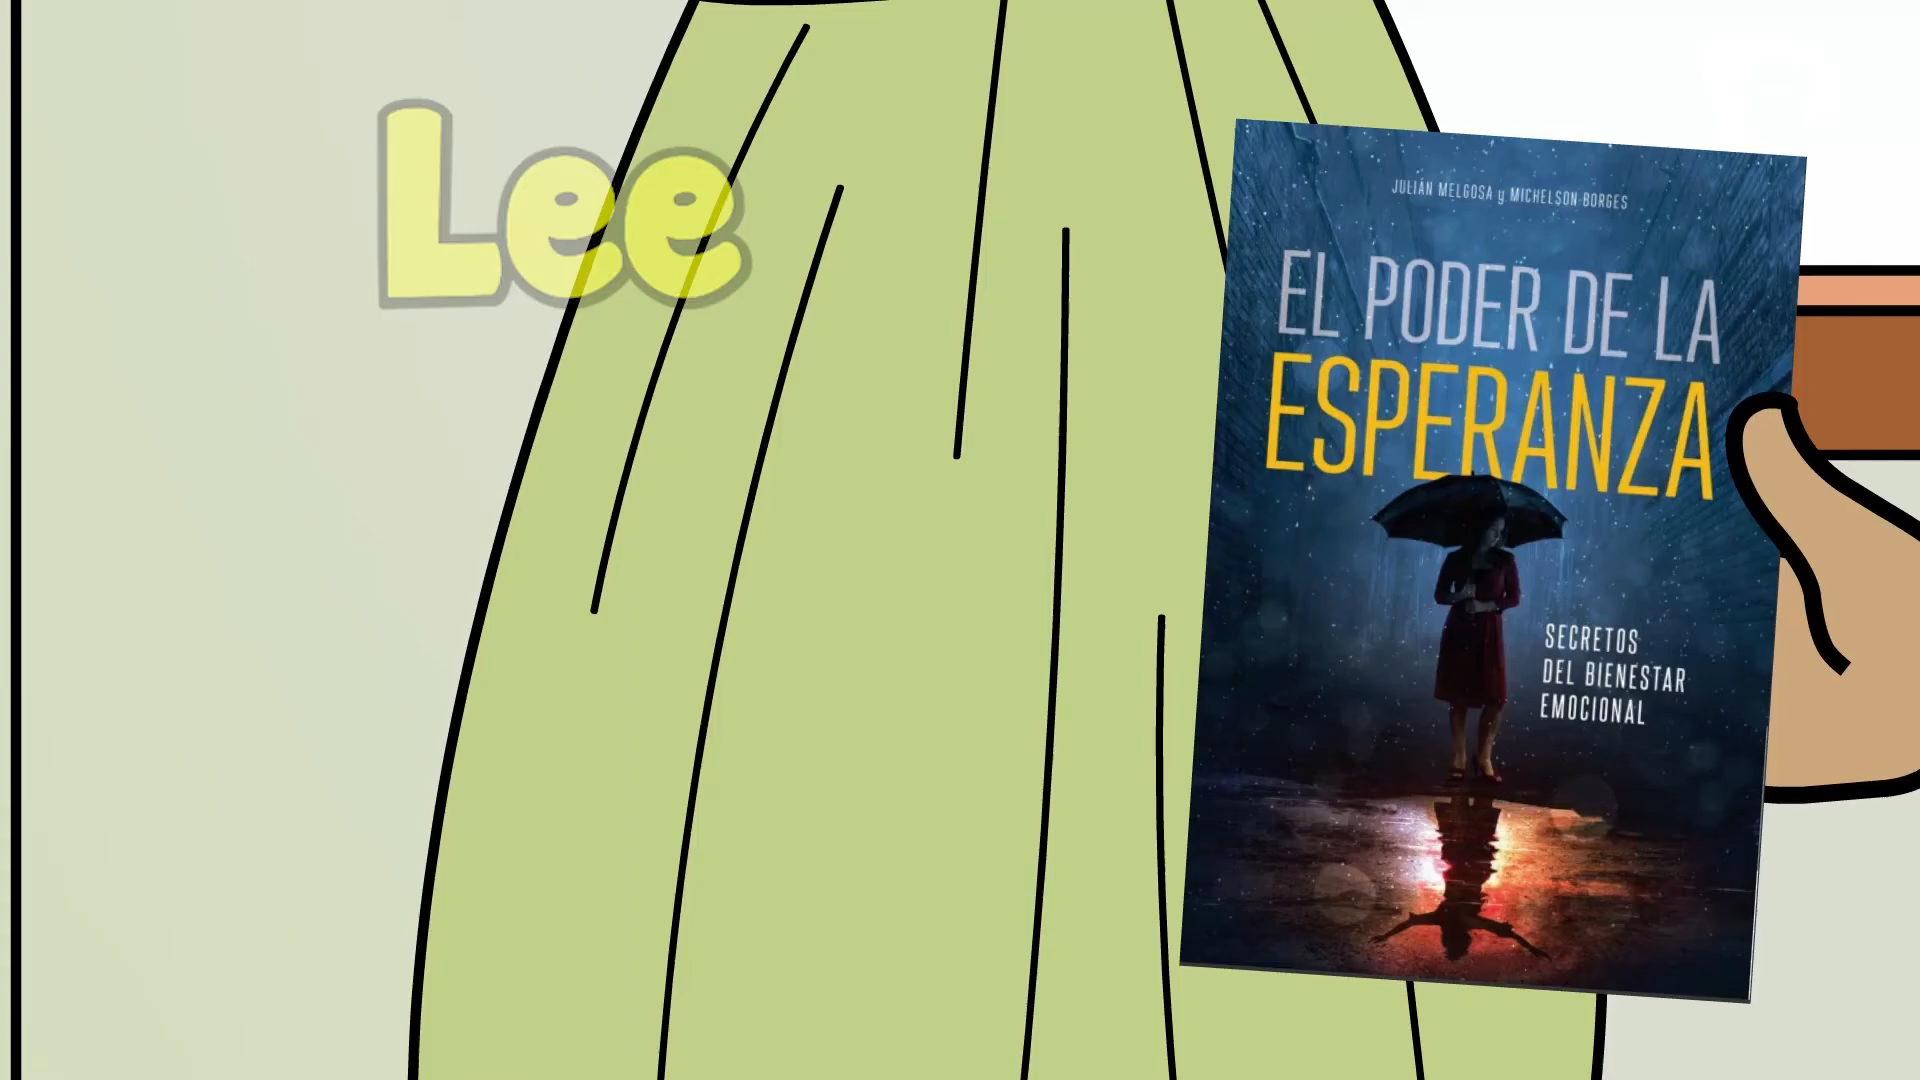 Lee
JULIÁN MELGOSA y MICHELSON BORGES
EL PODER DE LA
ESPERANZA
SECRETOS
DEL BIENESTAR
EMOCIONAL